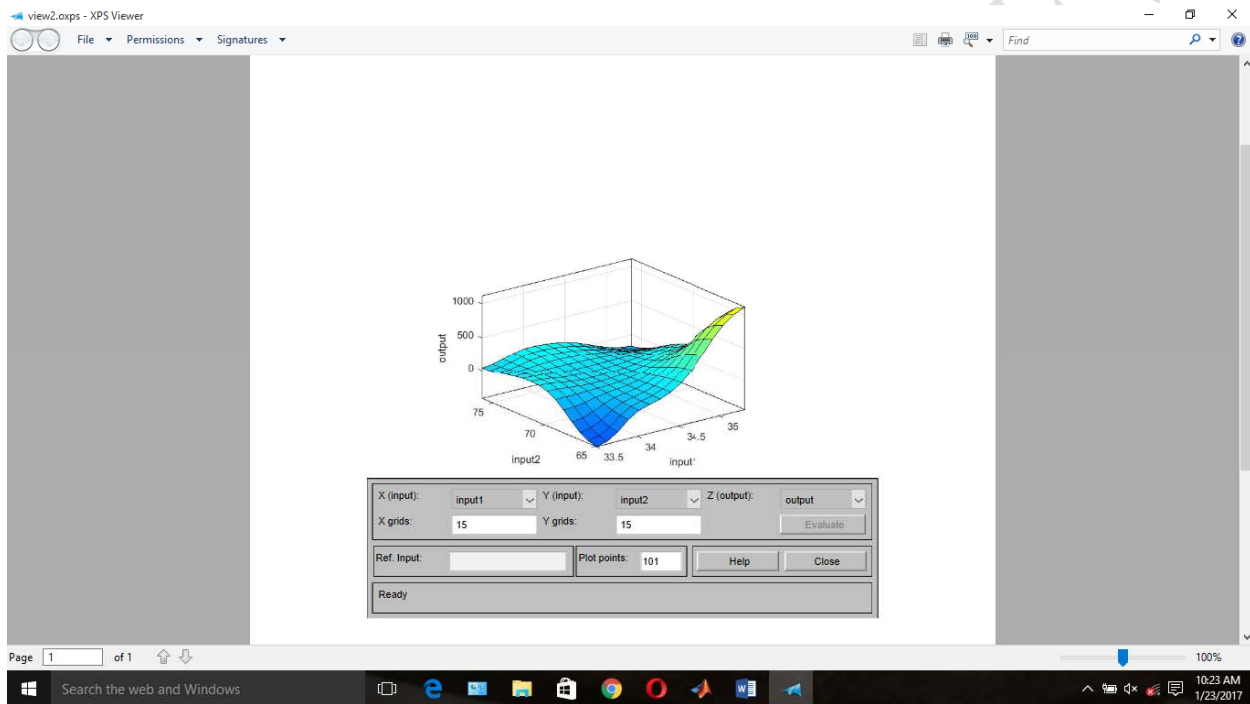 view2.oxps - XPS Viewer
File Permissions Signatures Find
1000
500
0
output
75
70
65
input2
33.5
34
34.5
35
input1
X (input): input1 Y (input): input2 Z (output): output
X grids: 15 Y grids: 15 Evaluate
Ref. Input: Plot points: 101 Help Close
Ready
Page 1 of 1 100%
Search the web and Windows
10:23 AM
1/23/2017